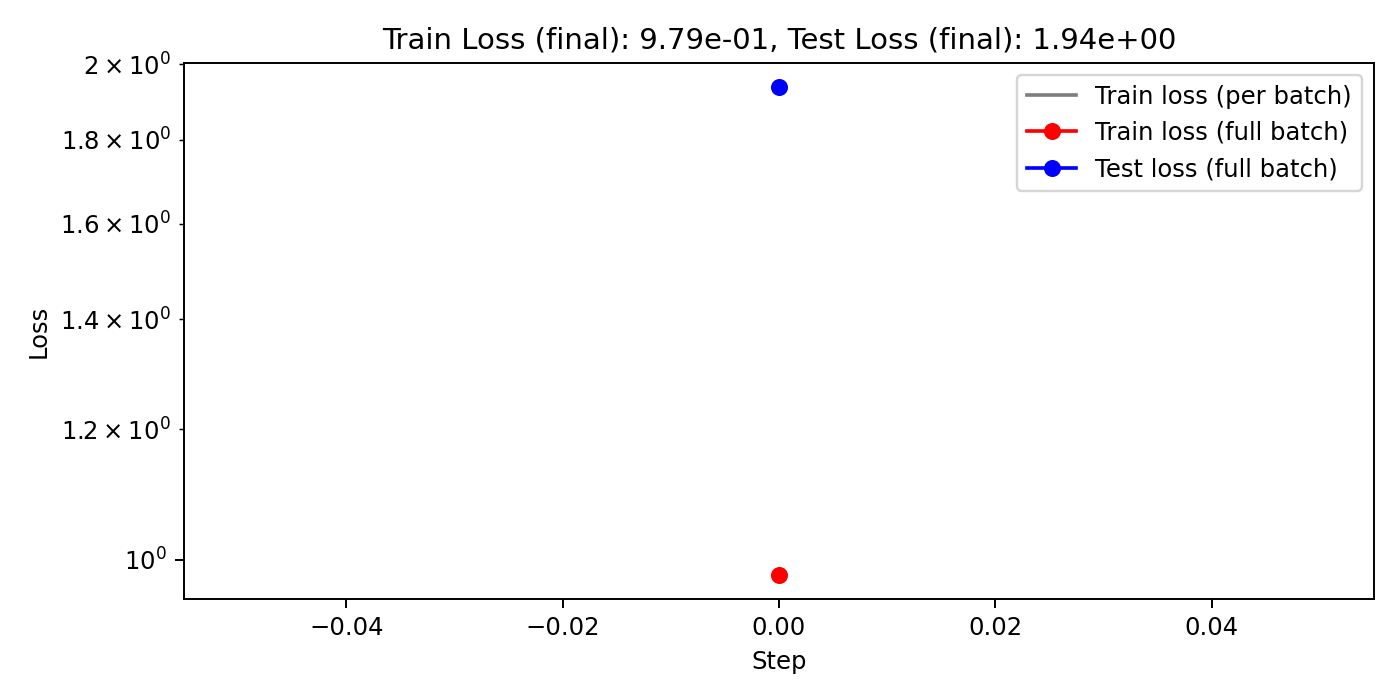 Train Loss (final): 9.79e-01, Test Loss (final): 1.94e+00
2 × 10⁰
1.8 × 10⁰
1.6 × 10⁰
1.4 × 10⁰
1.2 × 10⁰
10⁰
Loss
Train loss (per batch)
Train loss (full batch)
Test loss (full batch)
−0.04 −0.02 0.00 0.02 0.04
Step